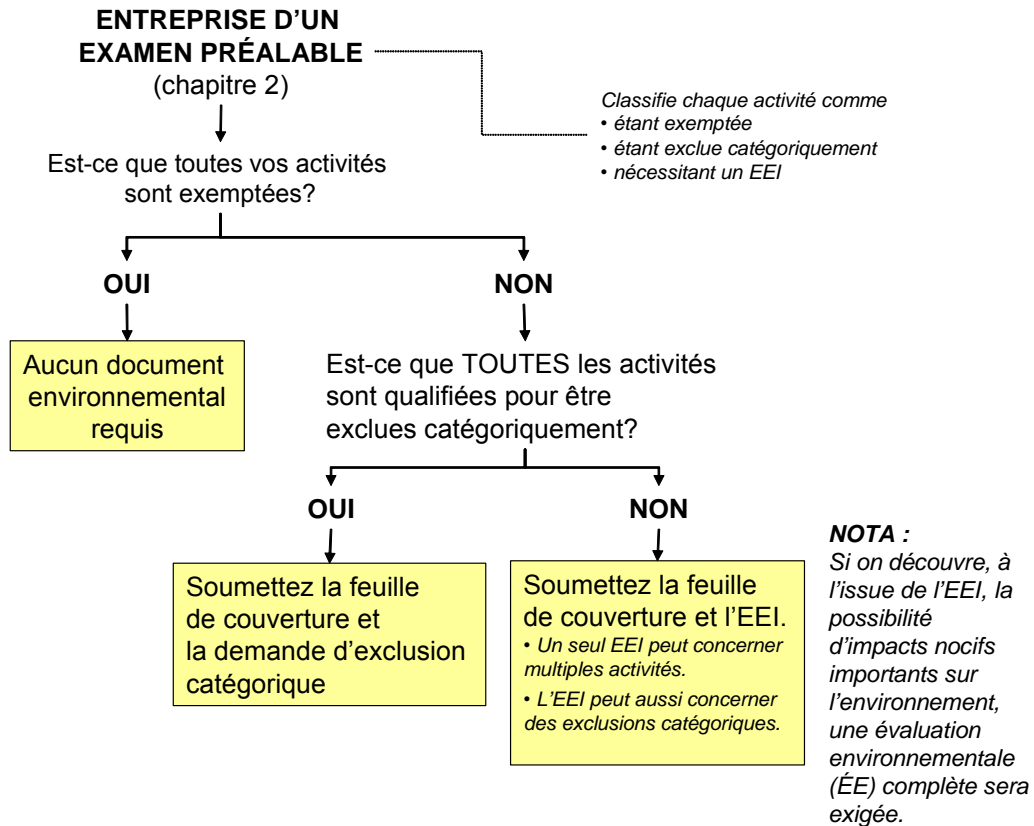 ENTREPRISE D’UN
EXAMEN PRÉALABLE
(chapitre 2)
Classifie chaque activité comme
• étant exemptée
• étant exclue catégoriquement
• nécessitant un EEI
Est-ce que toutes vos activités
sont exemptées?
OUI
NON
Aucun document
environnemental
requis
Est-ce que TOUTES les activités
sont qualifiées pour être
exclues catégoriquement?
OUI
NON
Soumettez la feuille
de couverture et
la demande d’exclusion
catégorique
Soumettez la feuille
de couverture et l’EEI.
• Un seul EEI peut concerner
multiples activités.
• L’EEI peut aussi concerner
des exclusions catégoriques.
NOTA :
Si on découvre, à
l’issue de l’EEI, la
possibilité
d’impacts nocifs
importants sur
l’environnement,
une évaluation
environnementale
(ÉE) complète sera
exigée.